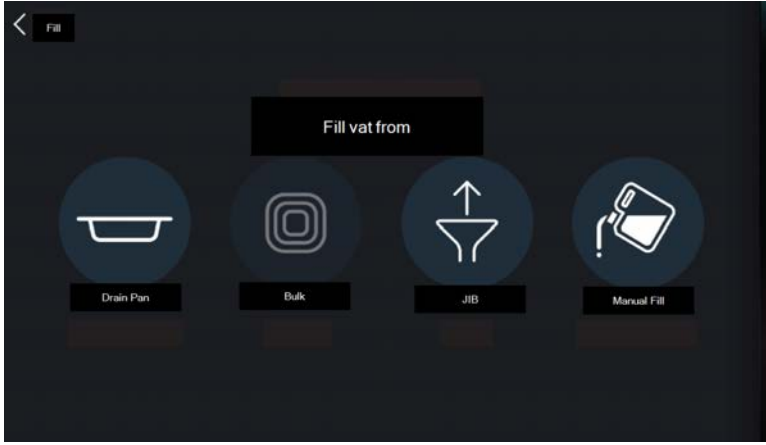 Fill
Fill vat from
Drain Pan
Bulk
JIB
Manual Fill